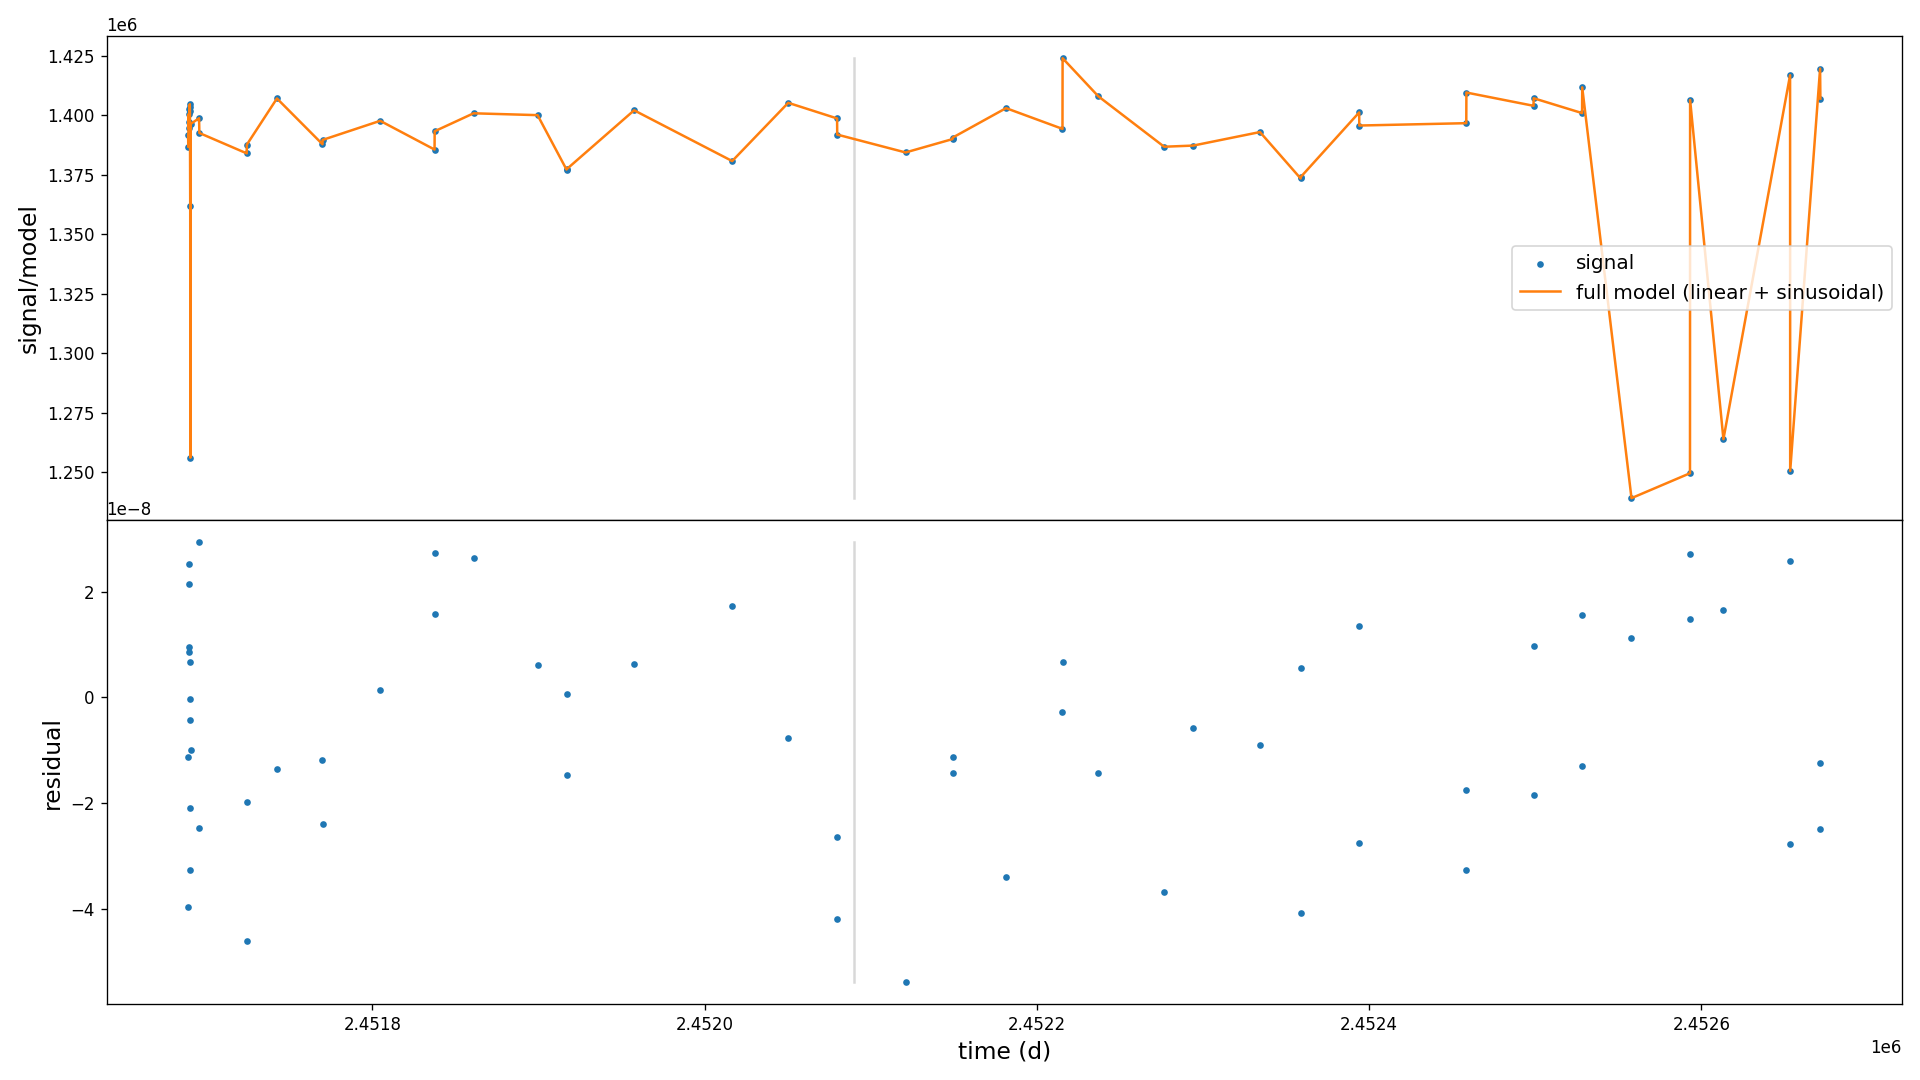 1e6
1.425
1.400
1.375
1.350
1.325
1.300
1.275
1.250
signal/model
signal
full model (linear + sinusoidal)
1e−8
2
0
−2
−4
residual
2.4518
2.4520
2.4522
2.4524
2.4526
time (d)
1e6